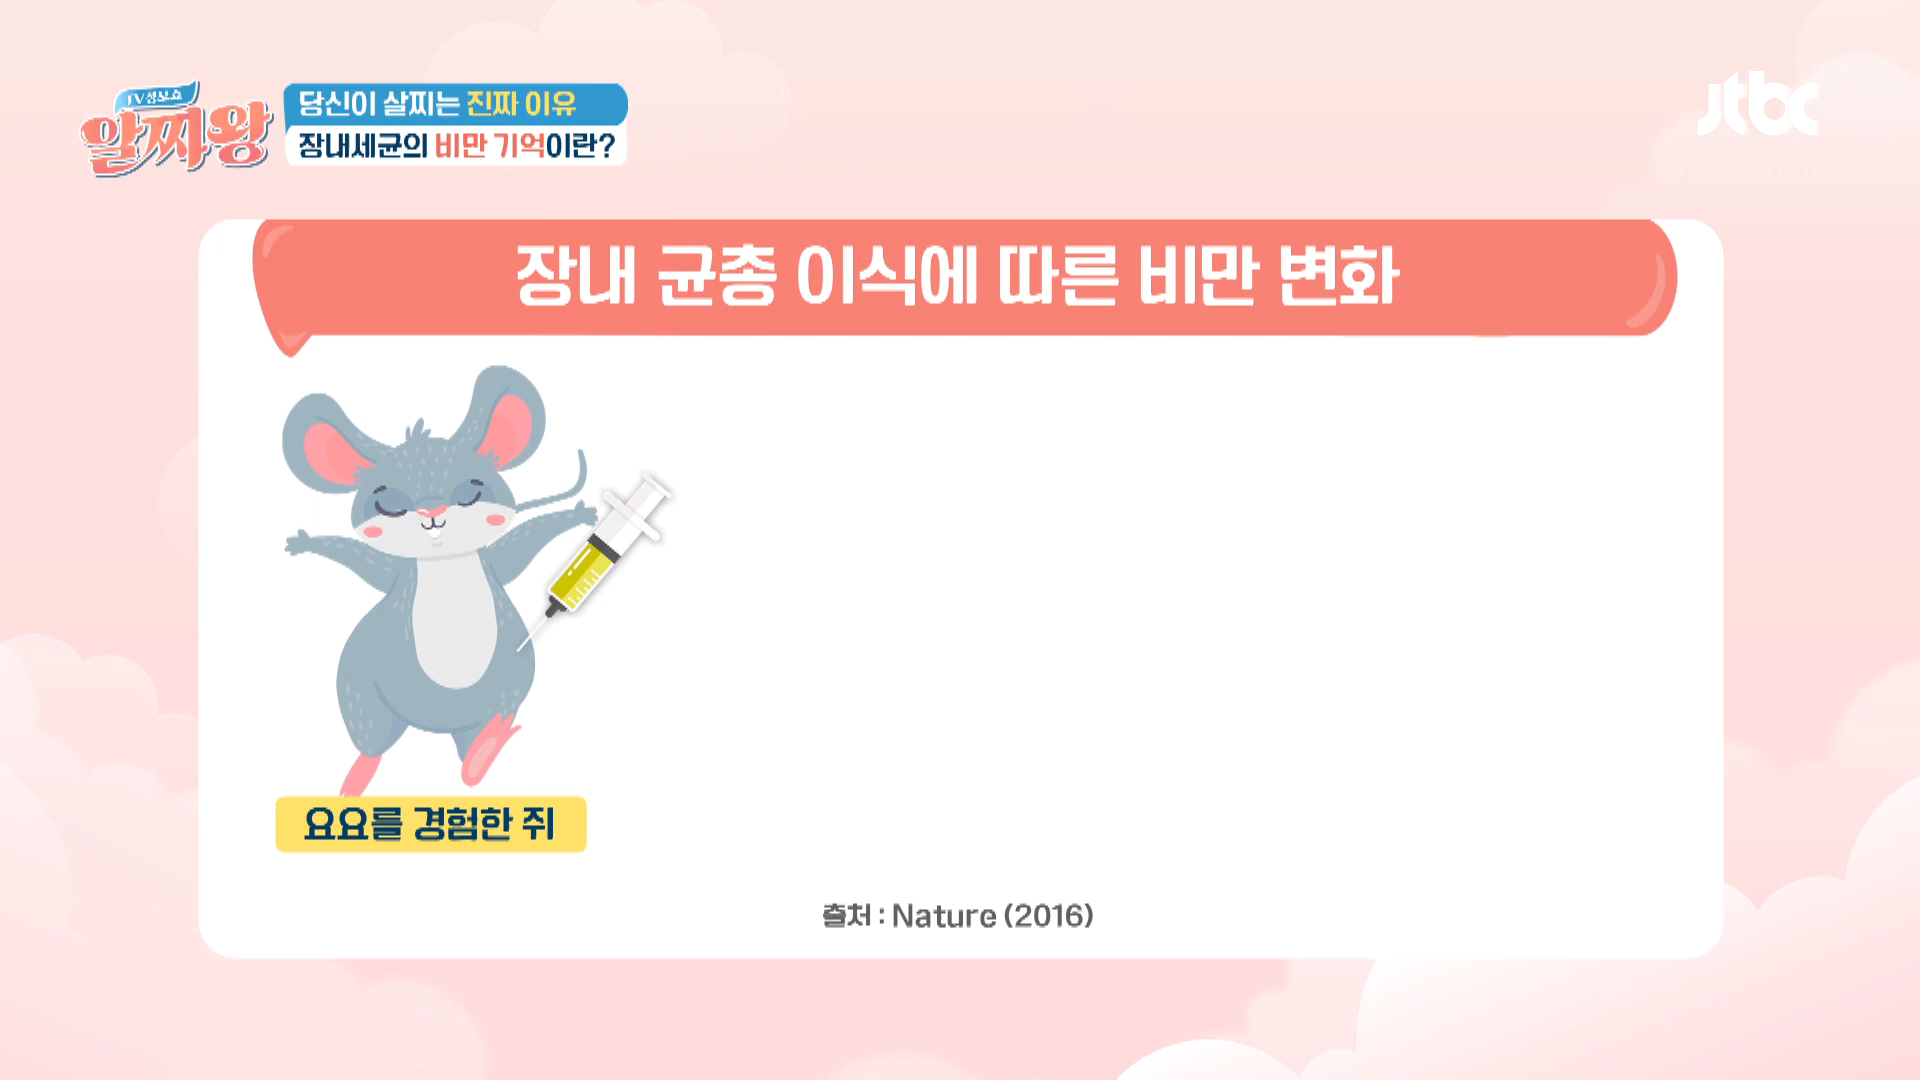 TV정보쇼
알짜왕
당신이 살찌는 진짜 이유
장내세균의 비만 기억이란?
jtbc
장내 균총 이식에 따른 비만 변화
요요를 경험한 쥐
출처 : Nature (2016)